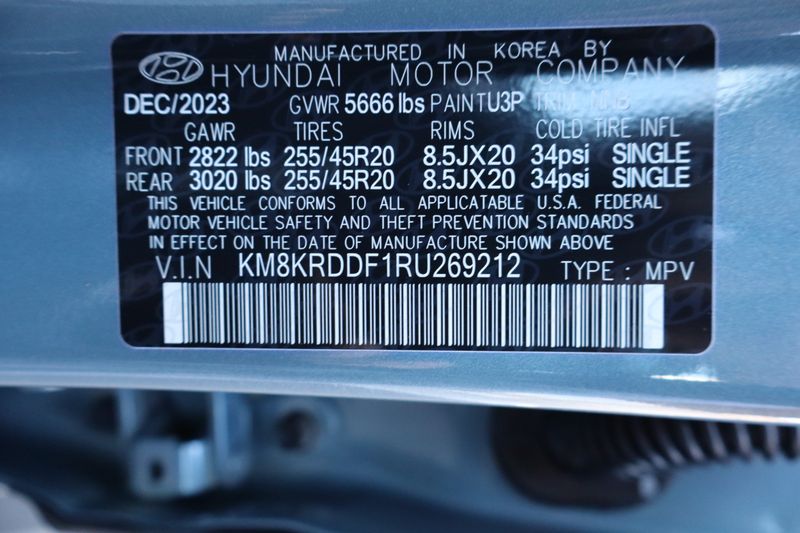 MANUFACTURED IN KOREA BY
HYUNDAI MOTOR COMPANY
DEC/2023 GVWR 5666 lbs PAINT U3P TRIM NNB
GAWR TIRES RIMS COLD TIRE INFL
FRONT 2822 lbs 255/45R20 8.5JX20 34psi SINGLE
REAR 3020 lbs 255/45R20 8.5JX20 34psi SINGLE
THIS VEHICLE CONFORMS TO ALL APPLICATABLE U.S.A. FEDERAL
MOTOR VEHICLE SAFETY AND THEFT PREVENTION STANDARDS
IN EFFECT ON THE DATE OF MANUFACTURE SHOWN ABOVE
V.I.N KM8KRDDF1RU269212 TYPE : MPV